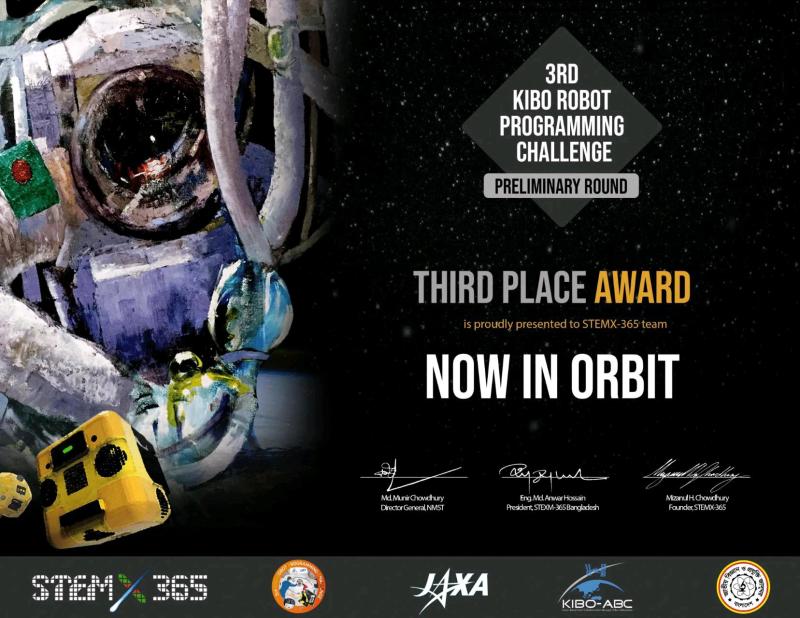 3RD
KIBO ROBOT
PROGRAMMING
CHALLENGE
PRELIMINARY ROUND
THIRD PLACE AWARD
is proudly presented to STEMX-365 team
NOW IN ORBIT
Md. Munir Chowdhury
Director General, NMST
Eng. Md. Anwar Hossain
President, STEXM-365 Bangladesh
Mizanul H. Chowdhury
Founder, STEMX-365
STEMX365
JAXA
KIBO-ABC